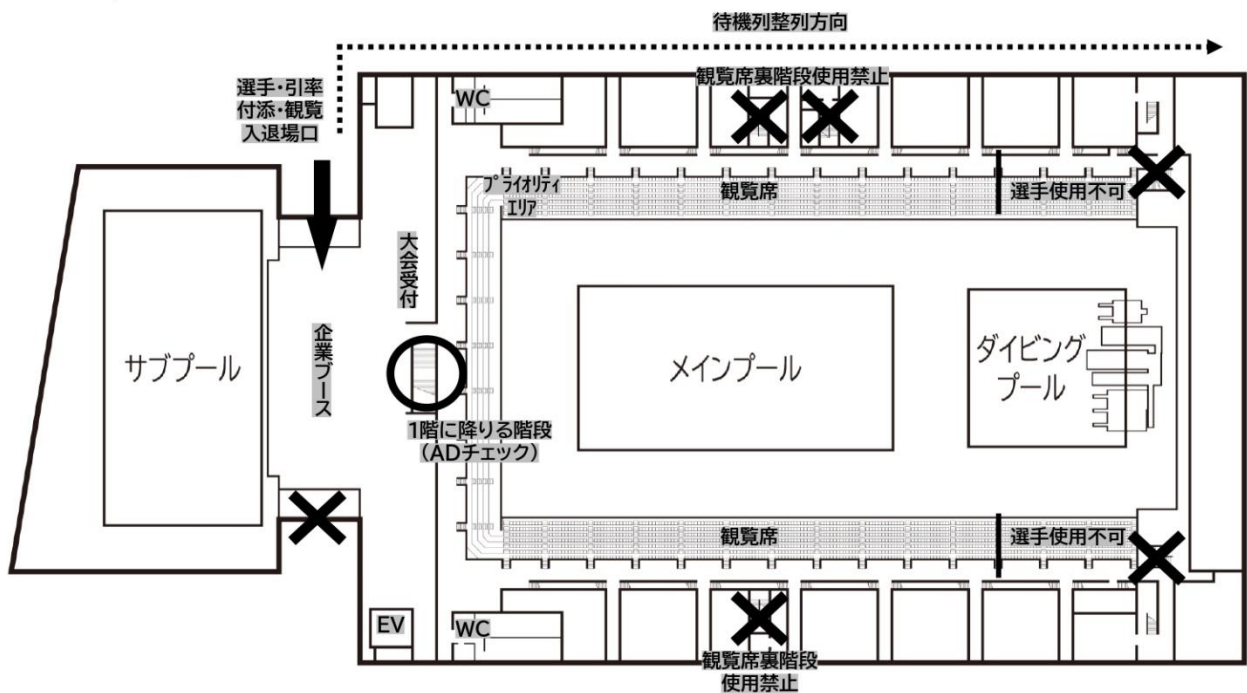 待機列整列方向
選手・引率
付添・観覧
入退場口
WC
観覧席裏階段使用禁止
プライオリティ
エリア
観覧席
選手使用不可
大会受付
企業ブース
サブプール
メインプール
ダイビング
プール
1階に降りる階段
(ADチェック)
観覧席
選手使用不可
EV
WC
観覧席裏階段
使用禁止